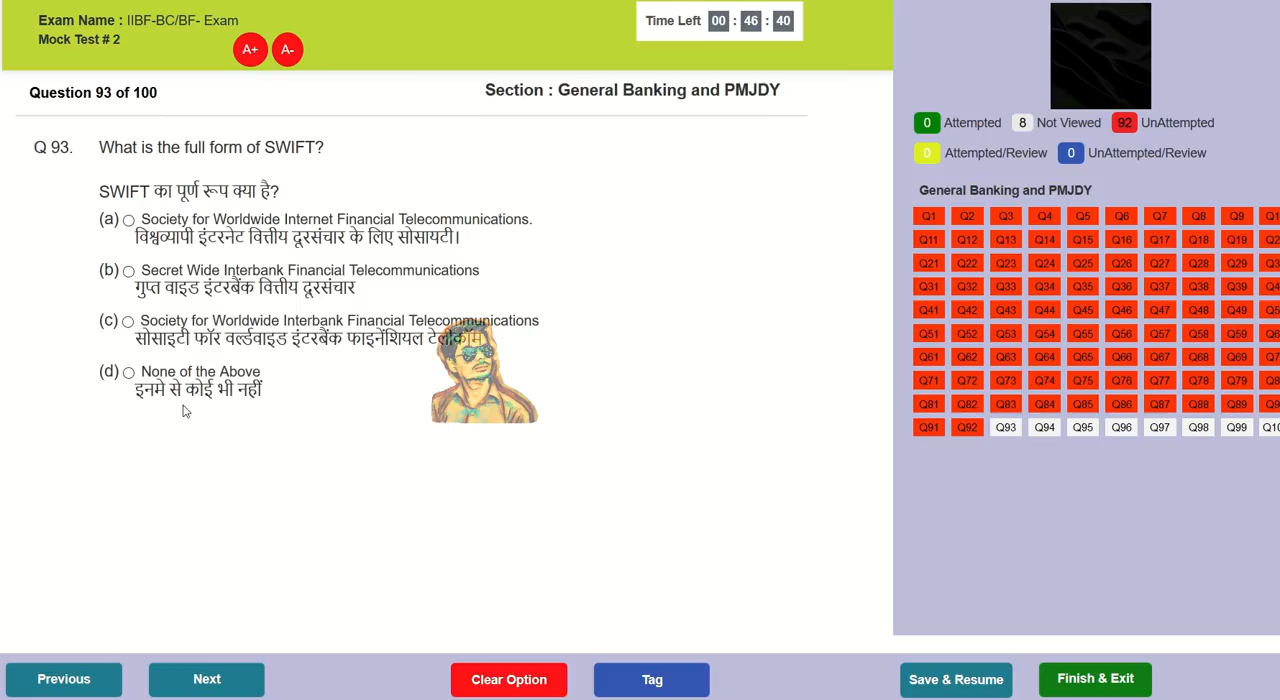 Exam Name : IIBF-BC/BF- Exam
Mock Test # 2
A+ A-
Time Left 00 : 46 : 40
Question 93 of 100
Section : General Banking and PMJDY
Q 93. What is the full form of SWIFT?
SWIFT का पूर्ण रूप क्या है?
(a) Society for Worldwide Internet Financial Telecommunications.
विश्वव्यापी इंटरनेट वित्तीय दूरसंचार के लिए सोसायटी।
(b) Secret Wide Interbank Financial Telecommunications
गुप्त वाइड इंटरबैंक वित्तीय दूरसंचार
(c) Society for Worldwide Interbank Financial Telecommunications
सोसाइटी फॉर वर्ल्डवाइड इंटरबैंक फाइनेंशियल टेलीकॉम
(d) None of the Above
इनमे से कोई भी नहीं
0 Attempted 8 Not Viewed 92 UnAttempted
0 Attempted/Review 0 UnAttempted/Review
General Banking and PMJDY
Q1 Q2 Q3 Q4 Q5 Q6 Q7 Q8 Q9
Q11 Q12 Q13 Q14 Q15 Q16 Q17 Q18 Q19
Q21 Q22 Q23 Q24 Q25 Q26 Q27 Q28 Q29
Q31 Q32 Q33 Q34 Q35 Q36 Q37 Q38 Q39
Q41 Q42 Q43 Q44 Q45 Q46 Q47 Q48 Q49
Q51 Q52 Q53 Q54 Q55 Q56 Q57 Q58 Q59
Q61 Q62 Q63 Q64 Q65 Q66 Q67 Q68 Q69
Q71 Q72 Q73 Q74 Q75 Q76 Q77 Q78 Q79
Q81 Q82 Q83 Q84 Q85 Q86 Q87 Q88 Q89
Q91 Q92 Q93 Q94 Q95 Q96 Q97 Q98 Q99
Previous Next Clear Option Tag Save & Resume Finish & Exit